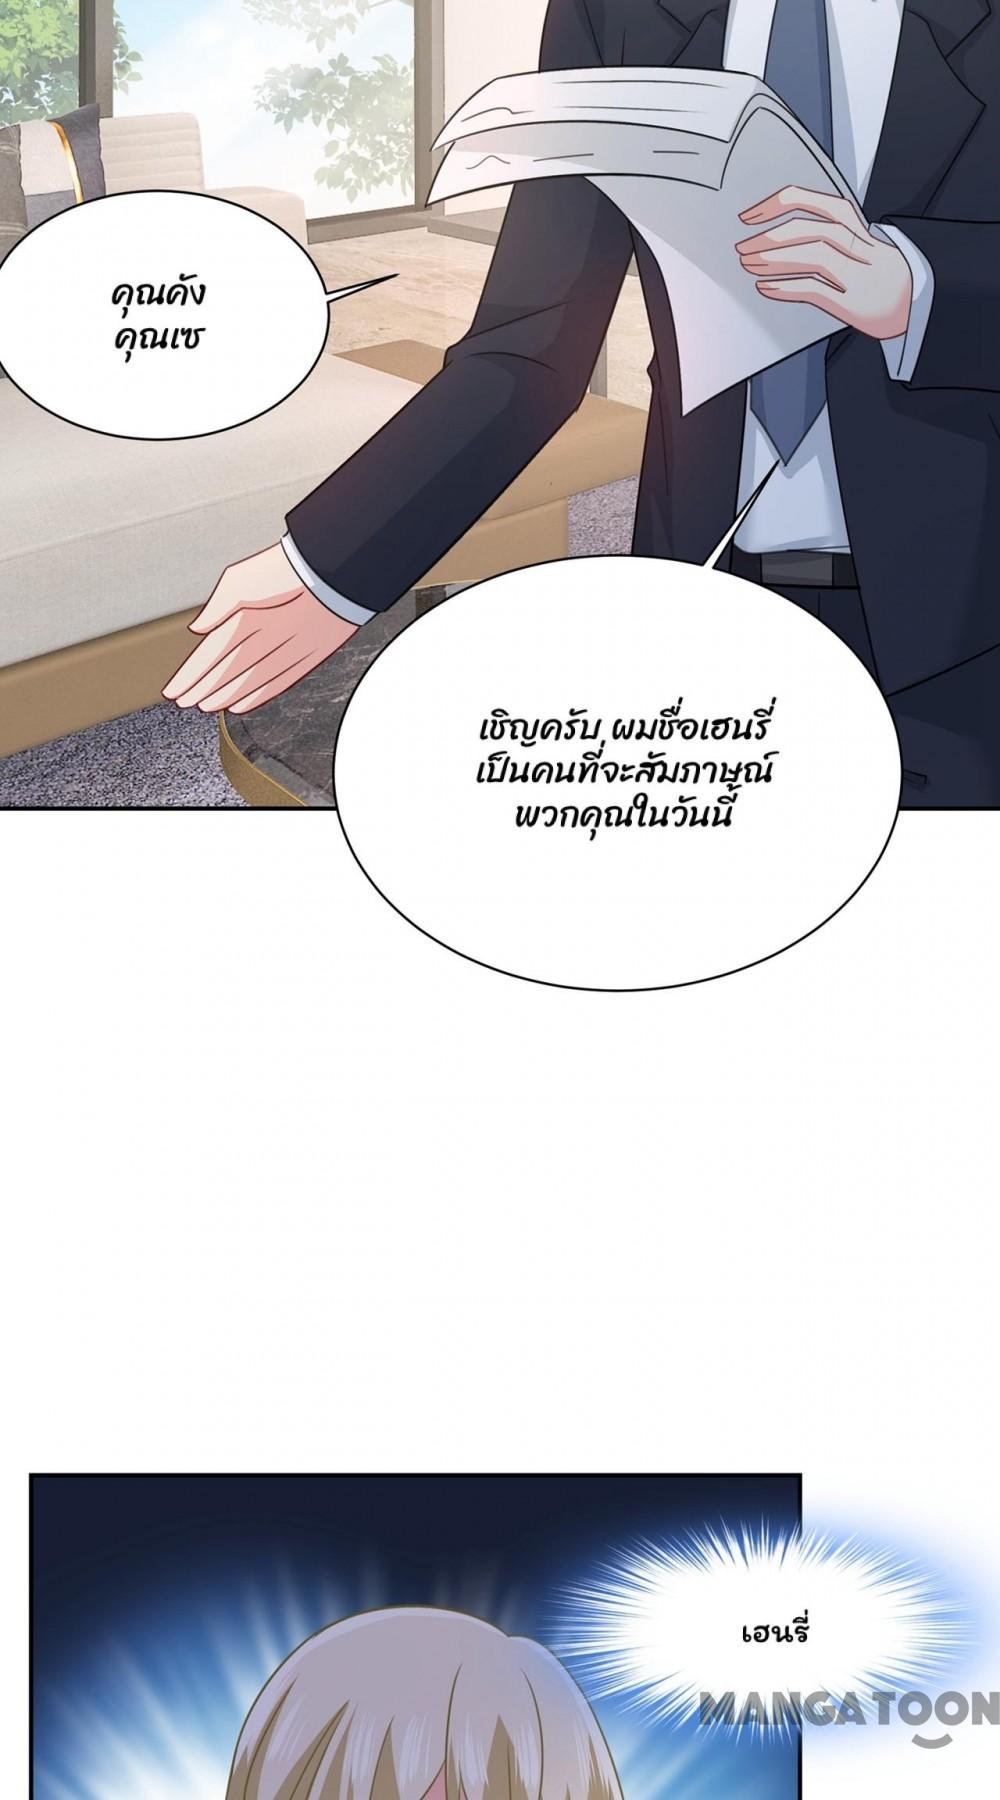 คุณคัง
คุณเซ
เชิญครับ ผมชื่อเฮนรี่
เป็นคนที่จะสัมภาษณ์
พวกคุณในวันนี้
เฮนรี่
MANGATOON